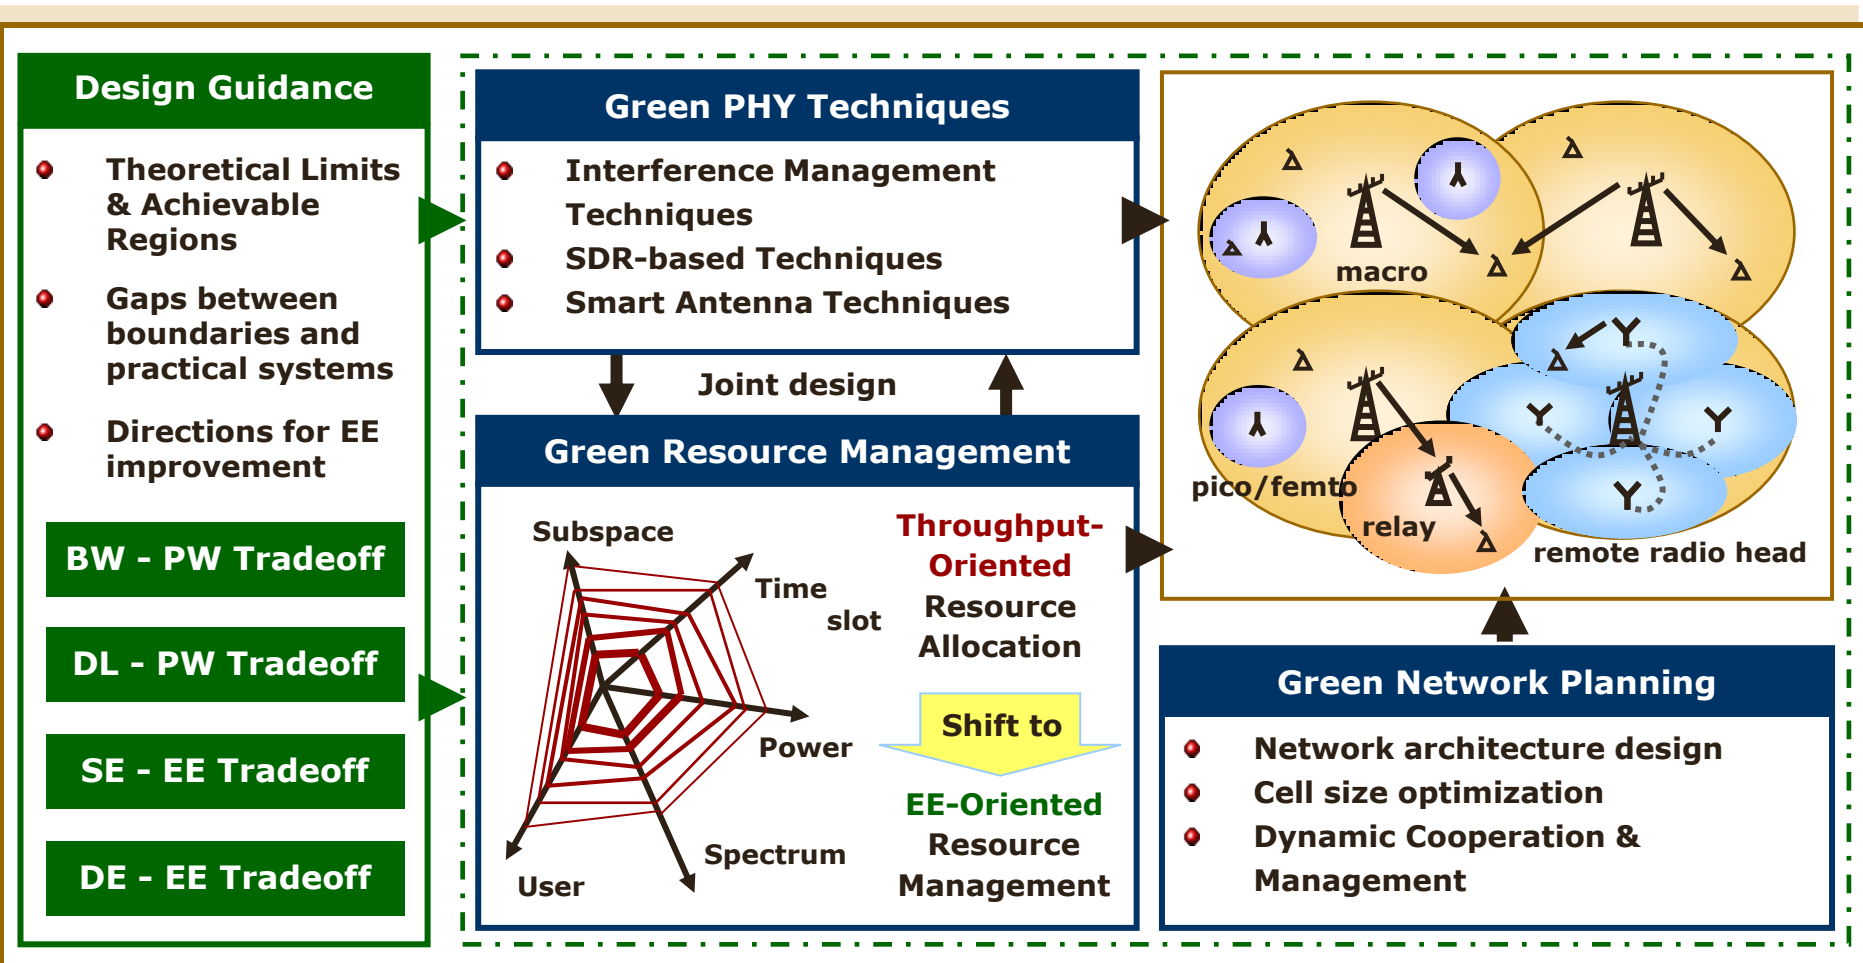 Design Guidance
Theoretical Limits
& Achievable
Regions
Gaps between
boundaries and
practical systems
Directions for EE
improvement
BW - PW Tradeoff
DL - PW Tradeoff
SE - EE Tradeoff
DE - EE Tradeoff
Green PHY Techniques
Interference Management
Techniques
SDR-based Techniques
Smart Antenna Techniques
Joint design
Green Resource Management
Subspace
Time
slot
Power
Spectrum
User
Throughput-
Oriented
Resource
Allocation
Shift to
EE-Oriented
Resource
Management
macro
pico/femto
relay
remote radio head
Green Network Planning
Network architecture design
Cell size optimization
Dynamic Cooperation &
Management